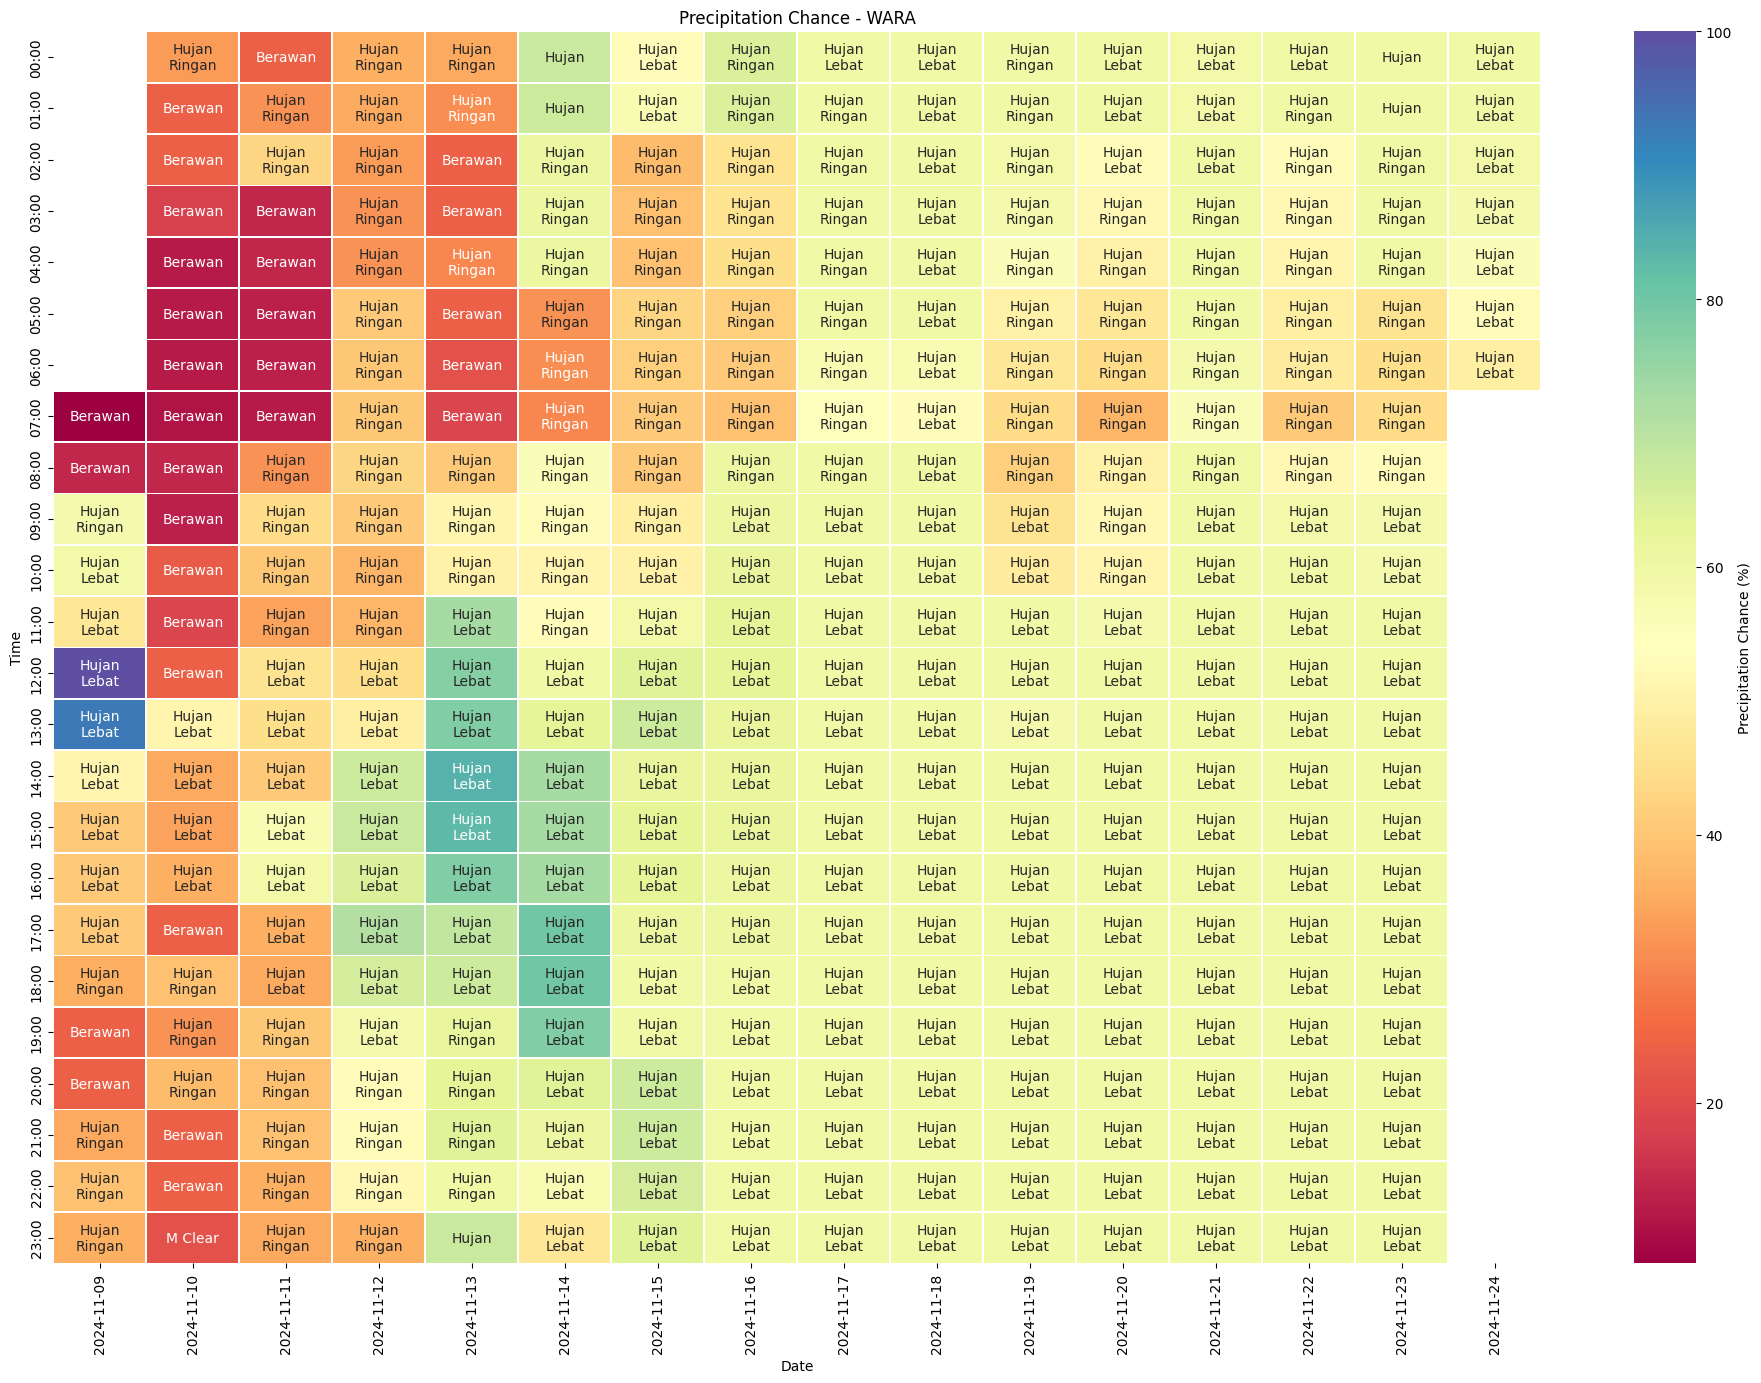 Precipitation Chance - WARA
00:00 Hujan Ringan Berawan Hujan Ringan Hujan Ringan Hujan Hujan Lebat Hujan Ringan Hujan Lebat Hujan Lebat Hujan Ringan Hujan Lebat Hujan Lebat Hujan Lebat Hujan Hujan Lebat
01:00 Berawan Hujan Ringan Hujan Ringan Hujan Ringan Hujan Hujan Lebat Hujan Ringan Hujan Ringan Hujan Lebat Hujan Ringan Hujan Lebat Hujan Lebat Hujan Ringan Hujan Hujan Lebat
02:00 Berawan Hujan Ringan Hujan Ringan Berawan Hujan Ringan Hujan Ringan Hujan Ringan Hujan Ringan Hujan Lebat Hujan Ringan Hujan Lebat Hujan Lebat Hujan Ringan Hujan Ringan Hujan Lebat
03:00 Berawan Berawan Hujan Ringan Berawan Hujan Ringan Hujan Ringan Hujan Ringan Hujan Ringan Hujan Lebat Hujan Ringan Hujan Ringan Hujan Ringan Hujan Ringan Hujan Ringan Hujan Lebat
04:00 Berawan Berawan Hujan Ringan Hujan Ringan Hujan Ringan Hujan Ringan Hujan Ringan Hujan Ringan Hujan Lebat Hujan Ringan Hujan Ringan Hujan Ringan Hujan Ringan Hujan Ringan Hujan Lebat
05:00 Berawan Berawan Hujan Ringan Berawan Hujan Ringan Hujan Ringan Hujan Ringan Hujan Ringan Hujan Lebat Hujan Ringan Hujan Ringan Hujan Ringan Hujan Ringan Hujan Ringan Hujan Lebat
06:00 Berawan Berawan Hujan Ringan Berawan Hujan Ringan Hujan Ringan Hujan Ringan Hujan Ringan Hujan Lebat Hujan Ringan Hujan Ringan Hujan Ringan Hujan Ringan Hujan Ringan Hujan Lebat
07:00 Berawan Berawan Berawan Hujan Ringan Berawan Hujan Ringan Hujan Ringan Hujan Ringan Hujan Ringan Hujan Lebat Hujan Ringan Hujan Ringan Hujan Ringan Hujan Ringan Hujan Ringan
08:00 Berawan Berawan Hujan Ringan Hujan Ringan Hujan Ringan Hujan Ringan Hujan Ringan Hujan Ringan Hujan Ringan Hujan Lebat Hujan Ringan Hujan Ringan Hujan Ringan Hujan Ringan Hujan Ringan
09:00 Hujan Ringan Berawan Hujan Ringan Hujan Ringan Hujan Ringan Hujan Ringan Hujan Ringan Hujan Lebat Hujan Lebat Hujan Lebat Hujan Lebat Hujan Ringan Hujan Lebat Hujan Lebat Hujan Lebat
10:00 Hujan Lebat Berawan Hujan Ringan Hujan Ringan Hujan Ringan Hujan Ringan Hujan Lebat Hujan Lebat Hujan Lebat Hujan Lebat Hujan Lebat Hujan Ringan Hujan Lebat Hujan Lebat Hujan Lebat
11:00 Hujan Lebat Berawan Hujan Ringan Hujan Ringan Hujan Lebat Hujan Ringan Hujan Lebat Hujan Lebat Hujan Lebat Hujan Lebat Hujan Lebat Hujan Lebat Hujan Lebat Hujan Lebat Hujan Lebat
12:00 Hujan Lebat Berawan Hujan Lebat Hujan Lebat Hujan Lebat Hujan Lebat Hujan Lebat Hujan Lebat Hujan Lebat Hujan Lebat Hujan Lebat Hujan Lebat Hujan Lebat Hujan Lebat Hujan Lebat
13:00 Hujan Lebat Hujan Lebat Hujan Lebat Hujan Lebat Hujan Lebat Hujan Lebat Hujan Lebat Hujan Lebat Hujan Lebat Hujan Lebat Hujan Lebat Hujan Lebat Hujan Lebat Hujan Lebat Hujan Lebat
14:00 Hujan Lebat Hujan Lebat Hujan Lebat Hujan Lebat Hujan Lebat Hujan Lebat Hujan Lebat Hujan Lebat Hujan Lebat Hujan Lebat Hujan Lebat Hujan Lebat Hujan Lebat Hujan Lebat Hujan Lebat
15:00 Hujan Lebat Hujan Lebat Hujan Lebat Hujan Lebat Hujan Lebat Hujan Lebat Hujan Lebat Hujan Lebat Hujan Lebat Hujan Lebat Hujan Lebat Hujan Lebat Hujan Lebat Hujan Lebat Hujan Lebat
16:00 Hujan Lebat Hujan Lebat Hujan Lebat Hujan Lebat Hujan Lebat Hujan Lebat Hujan Lebat Hujan Lebat Hujan Lebat Hujan Lebat Hujan Lebat Hujan Lebat Hujan Lebat Hujan Lebat Hujan Lebat
17:00 Hujan Lebat Berawan Hujan Lebat Hujan Lebat Hujan Lebat Hujan Lebat Hujan Lebat Hujan Lebat Hujan Lebat Hujan Lebat Hujan Lebat Hujan Lebat Hujan Lebat Hujan Lebat Hujan Lebat
18:00 Hujan Ringan Hujan Ringan Hujan Lebat Hujan Lebat Hujan Lebat Hujan Lebat Hujan Lebat Hujan Lebat Hujan Lebat Hujan Lebat Hujan Lebat Hujan Lebat Hujan Lebat Hujan Lebat Hujan Lebat
19:00 Berawan Hujan Ringan Hujan Ringan Hujan Lebat Hujan Ringan Hujan Lebat Hujan Lebat Hujan Lebat Hujan Lebat Hujan Lebat Hujan Lebat Hujan Lebat Hujan Lebat Hujan Lebat Hujan Lebat
20:00 Berawan Hujan Ringan Hujan Ringan Hujan Ringan Hujan Ringan Hujan Lebat Hujan Lebat Hujan Lebat Hujan Lebat Hujan Lebat Hujan Lebat Hujan Lebat Hujan Lebat Hujan Lebat Hujan Lebat
21:00 Hujan Ringan Berawan Hujan Ringan Hujan Ringan Hujan Ringan Hujan Lebat Hujan Lebat Hujan Lebat Hujan Lebat Hujan Lebat Hujan Lebat Hujan Lebat Hujan Lebat Hujan Lebat Hujan Lebat
22:00 Hujan Ringan Berawan Hujan Ringan Hujan Ringan Hujan Ringan Hujan Lebat Hujan Lebat Hujan Lebat Hujan Lebat Hujan Lebat Hujan Lebat Hujan Lebat Hujan Lebat Hujan Lebat Hujan Lebat
23:00 Hujan Ringan M Clear Hujan Ringan Hujan Ringan Hujan Hujan Lebat Hujan Lebat Hujan Lebat Hujan Lebat Hujan Lebat Hujan Lebat Hujan Lebat Hujan Lebat Hujan Lebat Hujan Lebat
Time
2024-11-09 2024-11-10 2024-11-11 2024-11-12 2024-11-13 2024-11-14 2024-11-15 2024-11-16 2024-11-17 2024-11-18 2024-11-19 2024-11-20 2024-11-21 2024-11-22 2024-11-23 2024-11-24
Date
100
80
60
40
20
Precipitation Chance (%)